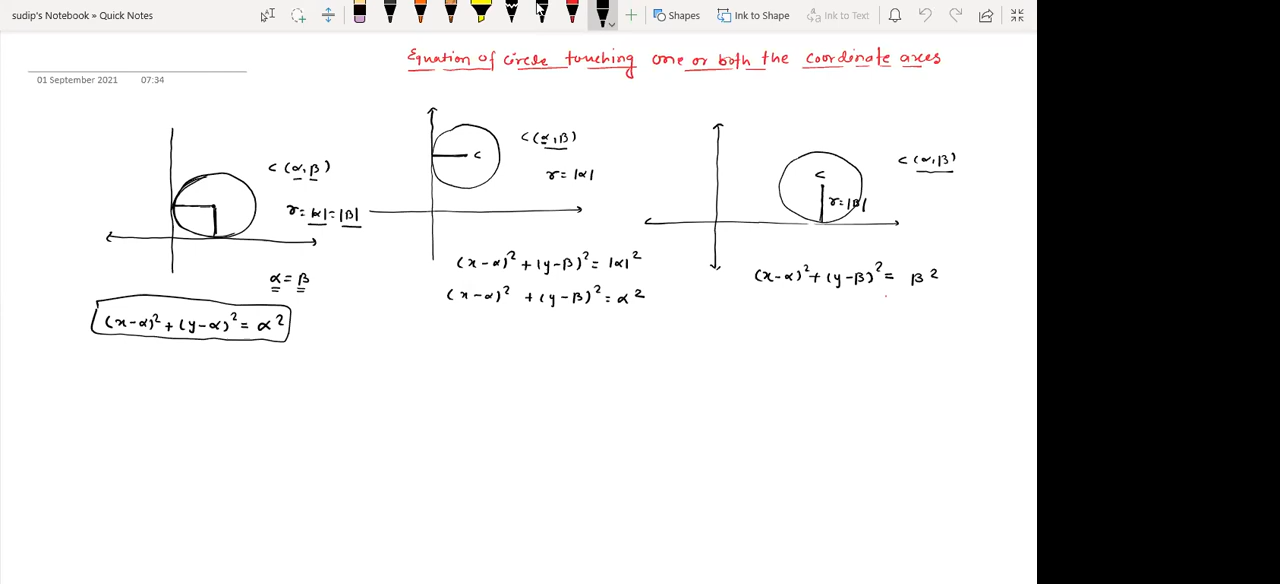 sudip's Notebook » Quick Notes
Shapes
Ink to Shape
Ink to Text
Equation of circle touching one or both the coordinate axes
01 September 2021 07:34
C (α, β)
r = |α| = |β|
α = β
(x-α)² + (y-α)² = α²
C (α, β)
C
r = |α|
(x-α)² + (y-β)² = |α|²
(x-α)² + (y-β)² = α²
C (α, β)
C
r = |β|
(x-α)² + (y-β)² = β²